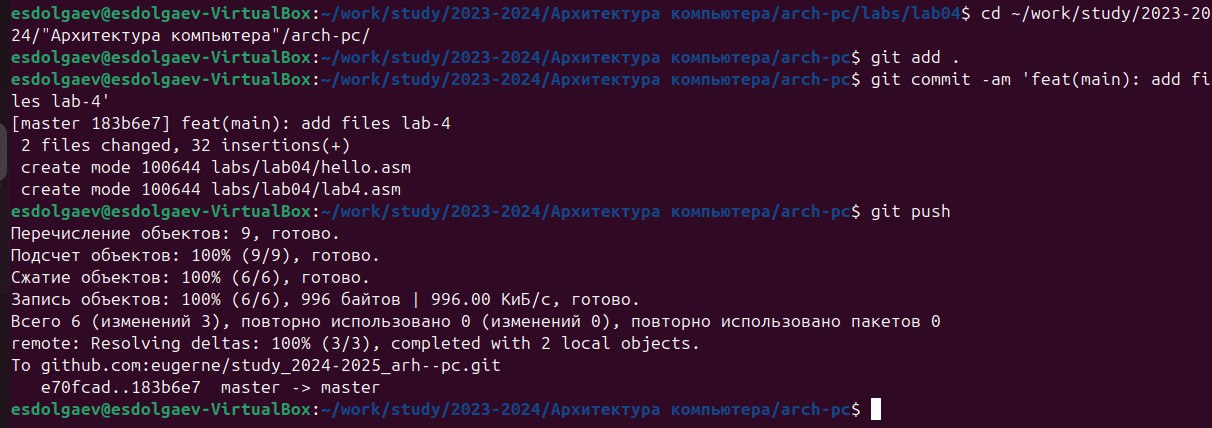 esdolgaev@esdolgaev-VirtualBox:~/work/study/2023-2024/Архитектура компьютера/arch-pc/labs/lab04$ cd ~/work/study/2023-20
24/"Архитектура компьютера"/arch-pc/
esdolgaev@esdolgaev-VirtualBox:~/work/study/2023-2024/Архитектура компьютера/arch-pc$ git add .
esdolgaev@esdolgaev-VirtualBox:~/work/study/2023-2024/Архитектура компьютера/arch-pc$ git commit -am 'feat(main): add fi
les lab-4'
[master 183b6e7] feat(main): add files lab-4
 2 files changed, 32 insertions(+)
 create mode 100644 labs/lab04/hello.asm
 create mode 100644 labs/lab04/lab4.asm
esdolgaev@esdolgaev-VirtualBox:~/work/study/2023-2024/Архитектура компьютера/arch-pc$ git push
Перечисление объектов: 9, готово.
Подсчет объектов: 100% (9/9), готово.
Сжатие объектов: 100% (6/6), готово.
Запись объектов: 100% (6/6), 996 байтов | 996.00 КиБ/с, готово.
Всего 6 (изменений 3), повторно использовано 0 (изменений 0), повторно использовано пакетов 0
remote: Resolving deltas: 100% (3/3), completed with 2 local objects.
To github.com:eugerne/study_2024-2025_arh--pc.git
   e70fcad..183b6e7  master -> master
esdolgaev@esdolgaev-VirtualBox:~/work/study/2023-2024/Архитектура компьютера/arch-pc$